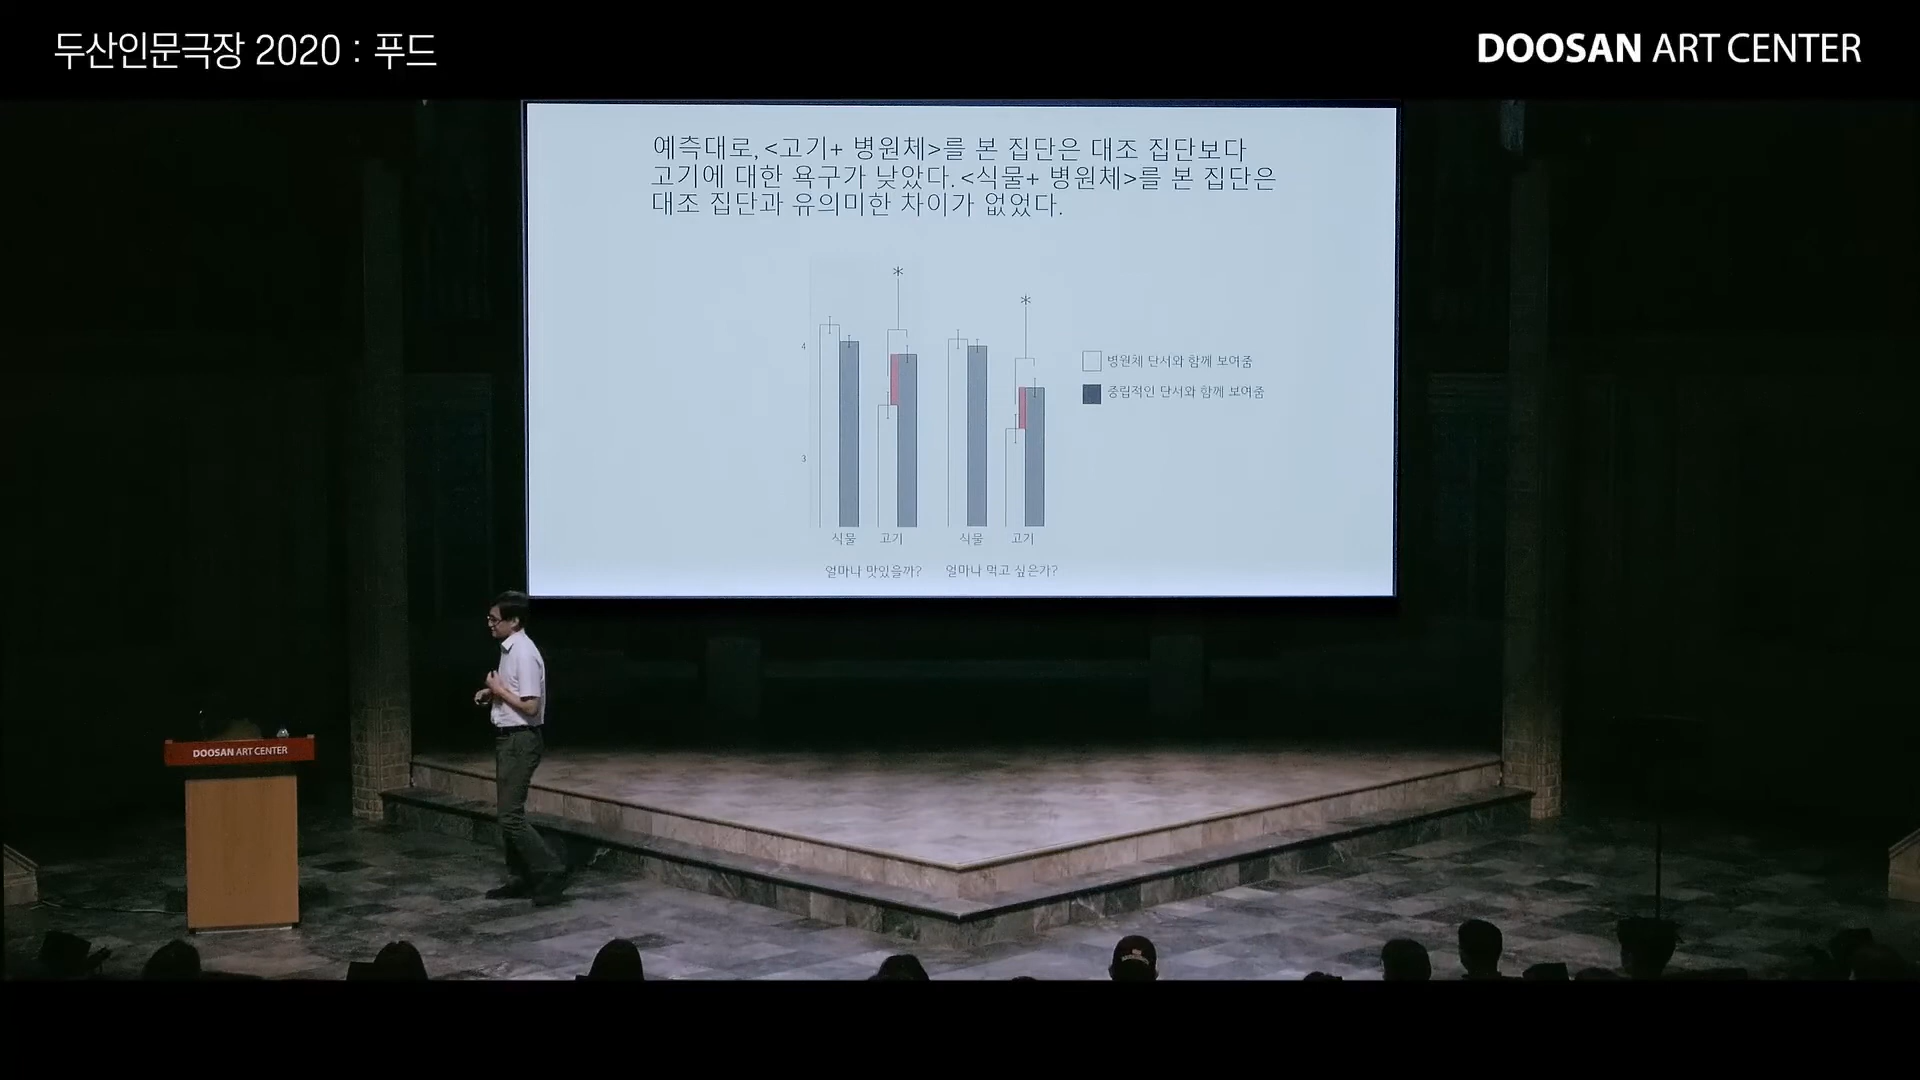 두산인문극장 2020 : 푸드
DOOSAN ART CENTER
예측대로, <고기+ 병원체>를 본 집단은 대조 집단보다
고기에 대한 욕구가 낮았다. <식물+ 병원체>를 본 집단은
대조 집단과 유의미한 차이가 없었다.
*
*
4
3
병원체 단서와 함께 보여줌
중립적인 단서와 함께 보여줌
식물 고기 식물 고기
얼마나 맛있을까? 얼마나 먹고 싶은가?
DOOSAN ART CENTER